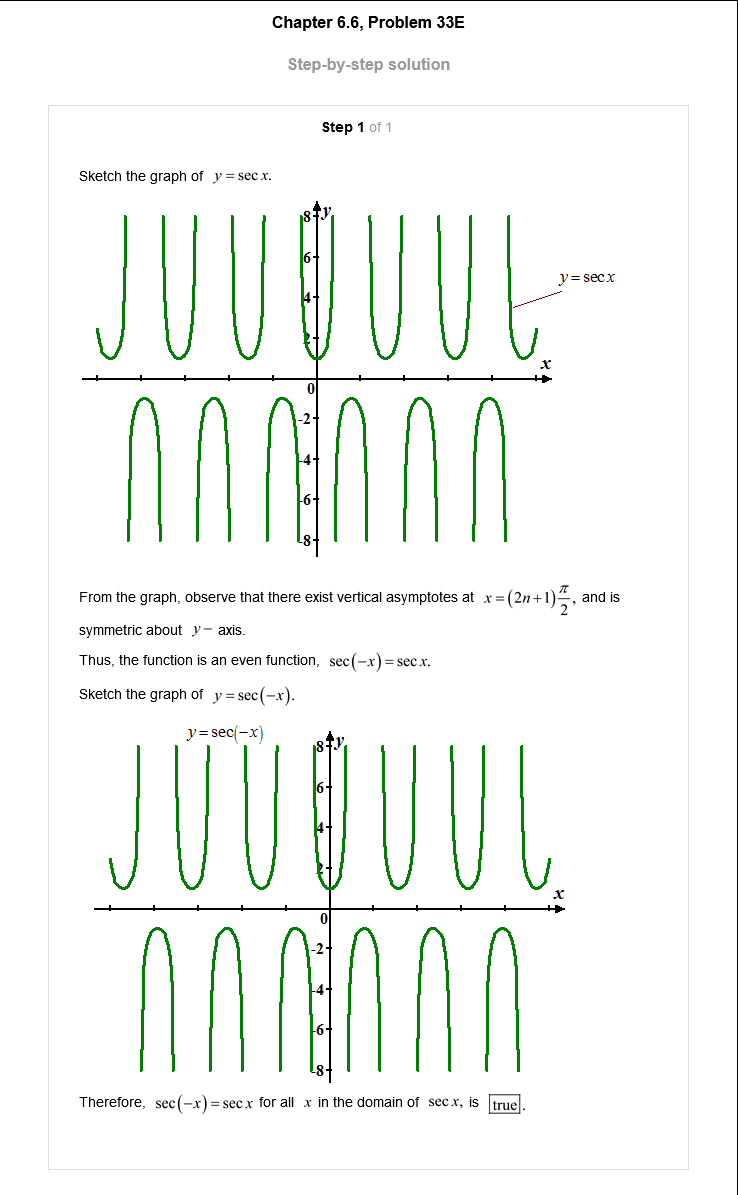 Chapter 6.6, Problem 33E
Step-by-step solution
Step 1 of 1
Sketch the graph of y = sec x.
8 y
6
y = sec x
4
2
x
0
-2
-4
-6
-8
From the graph, observe that there exist vertical asymptotes at x = (2n+1) π/2, and is
symmetric about y – axis.
Thus, the function is an even function, sec(−x) = sec x.
Sketch the graph of y = sec(−x).
y = sec(−x)
8 y
6
4
2
x
0
-2
-4
-6
-8
Therefore, sec(−x) = sec x for all x in the domain of sec x, is true.